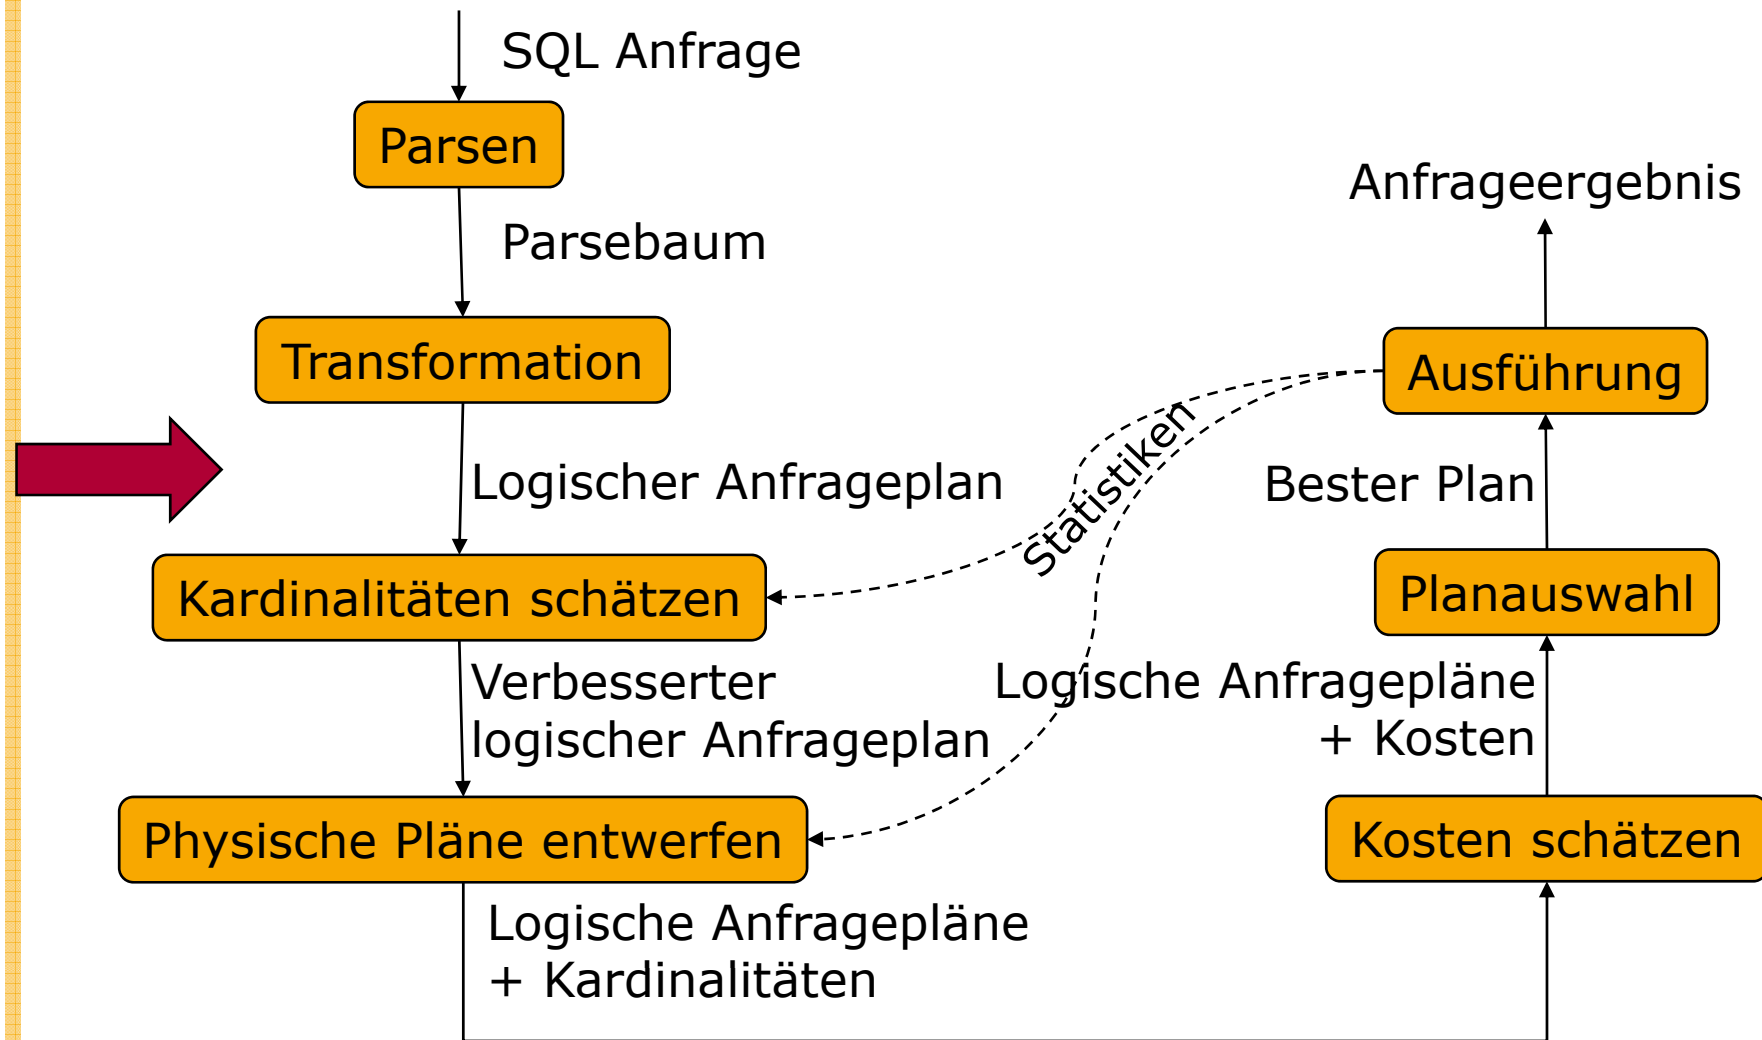 SQL Anfrage
Parsen
Parsebaum
Transformation
Logischer Anfrageplan
Kardinalitäten schätzen
Verbesserter
logischer Anfrageplan
Physische Pläne entwerfen
Logische Anfragepläne
+ Kardinalitäten
Statistiken
Anfrageergebnis
Ausführung
Bester Plan
Planauswahl
Logische Anfragepläne
+ Kosten
Kosten schätzen